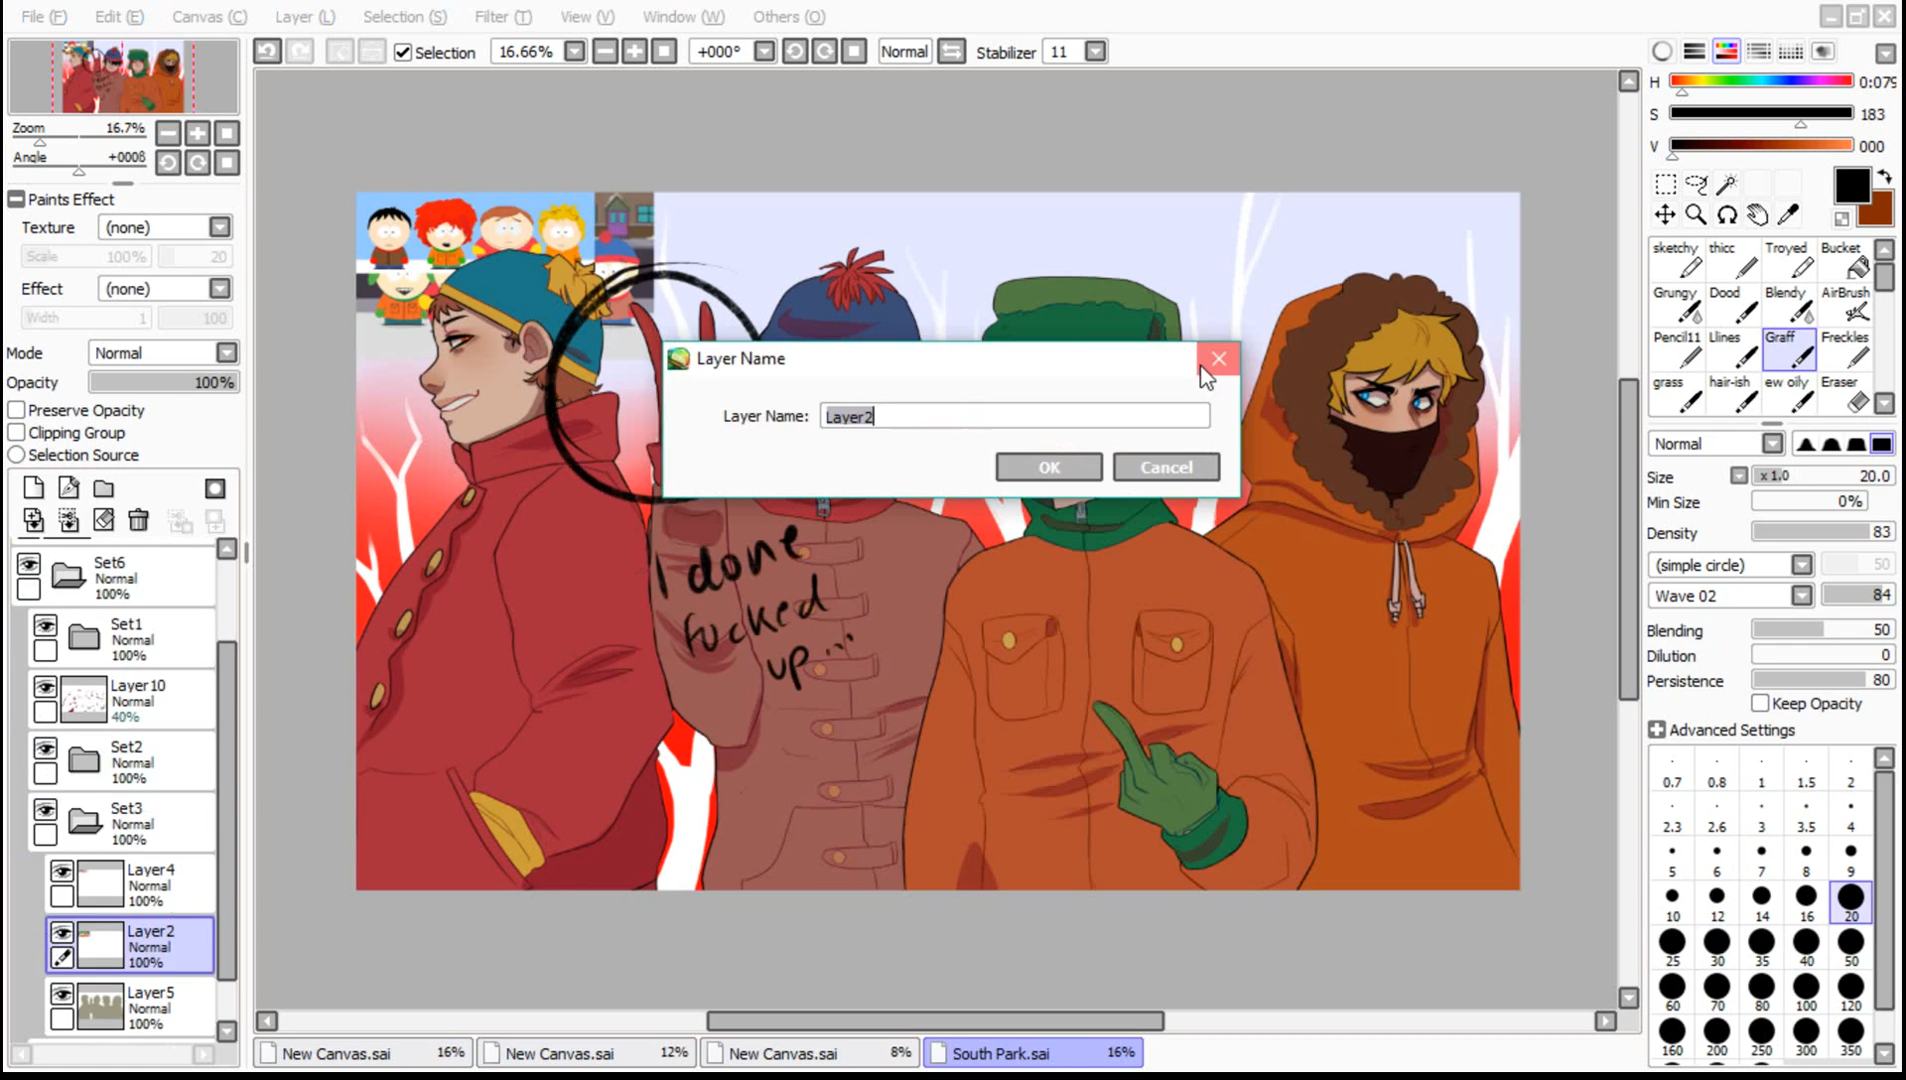 File (F)
Edit (E)
Canvas (C)
Layer (L)
Selection (S)
Filter (T)
View (V)
Window (W)
Others (O)
Selection
16.66%
+000°
Normal
Stabilizer
11
Zoom
16.7%
Angle
+000ß
Paints Effect
Texture
(none)
Scale
100%
20
Effect
(none)
Width
1
100
Mode
Normal
Opacity
100%
Preserve Opacity
Clipping Group
Selection Source
Set6
Normal
100%
Set1
Normal
100%
Layer10
Normal
40%
Set2
Normal
100%
Set3
Normal
100%
Layer4
Normal
100%
Layer2
Normal
100%
Layer5
Normal
100%
Layer Name
Layer Name:
Layer2
OK
Cancel
I done
fucked
up...
New Canvas.sai
16%
New Canvas.sai
12%
New Canvas.sai
8%
South Park.sai
16%
H
0:079
S
183
V
000
sketchy
thicc
Troyed
Bucket
Grungy
Dood
Blendy
AirBrush
Pencil11
Llines
Graff
Freckles
grass
hair-ish
ew oily
Eraser
Normal
Size
x 1.0
20.0
Min Size
0%
Density
83
(simple circle)
50
Wave 02
84
Blending
50
Dilution
0
Persistence
80
Keep Opacity
Advanced Settings
0.7
0.8
1
1.5
2
2.3
2.6
3
3.5
4
5
6
7
8
9
10
12
14
16
20
25
30
35
40
50
60
70
80
100
120
160
200
250
300
350